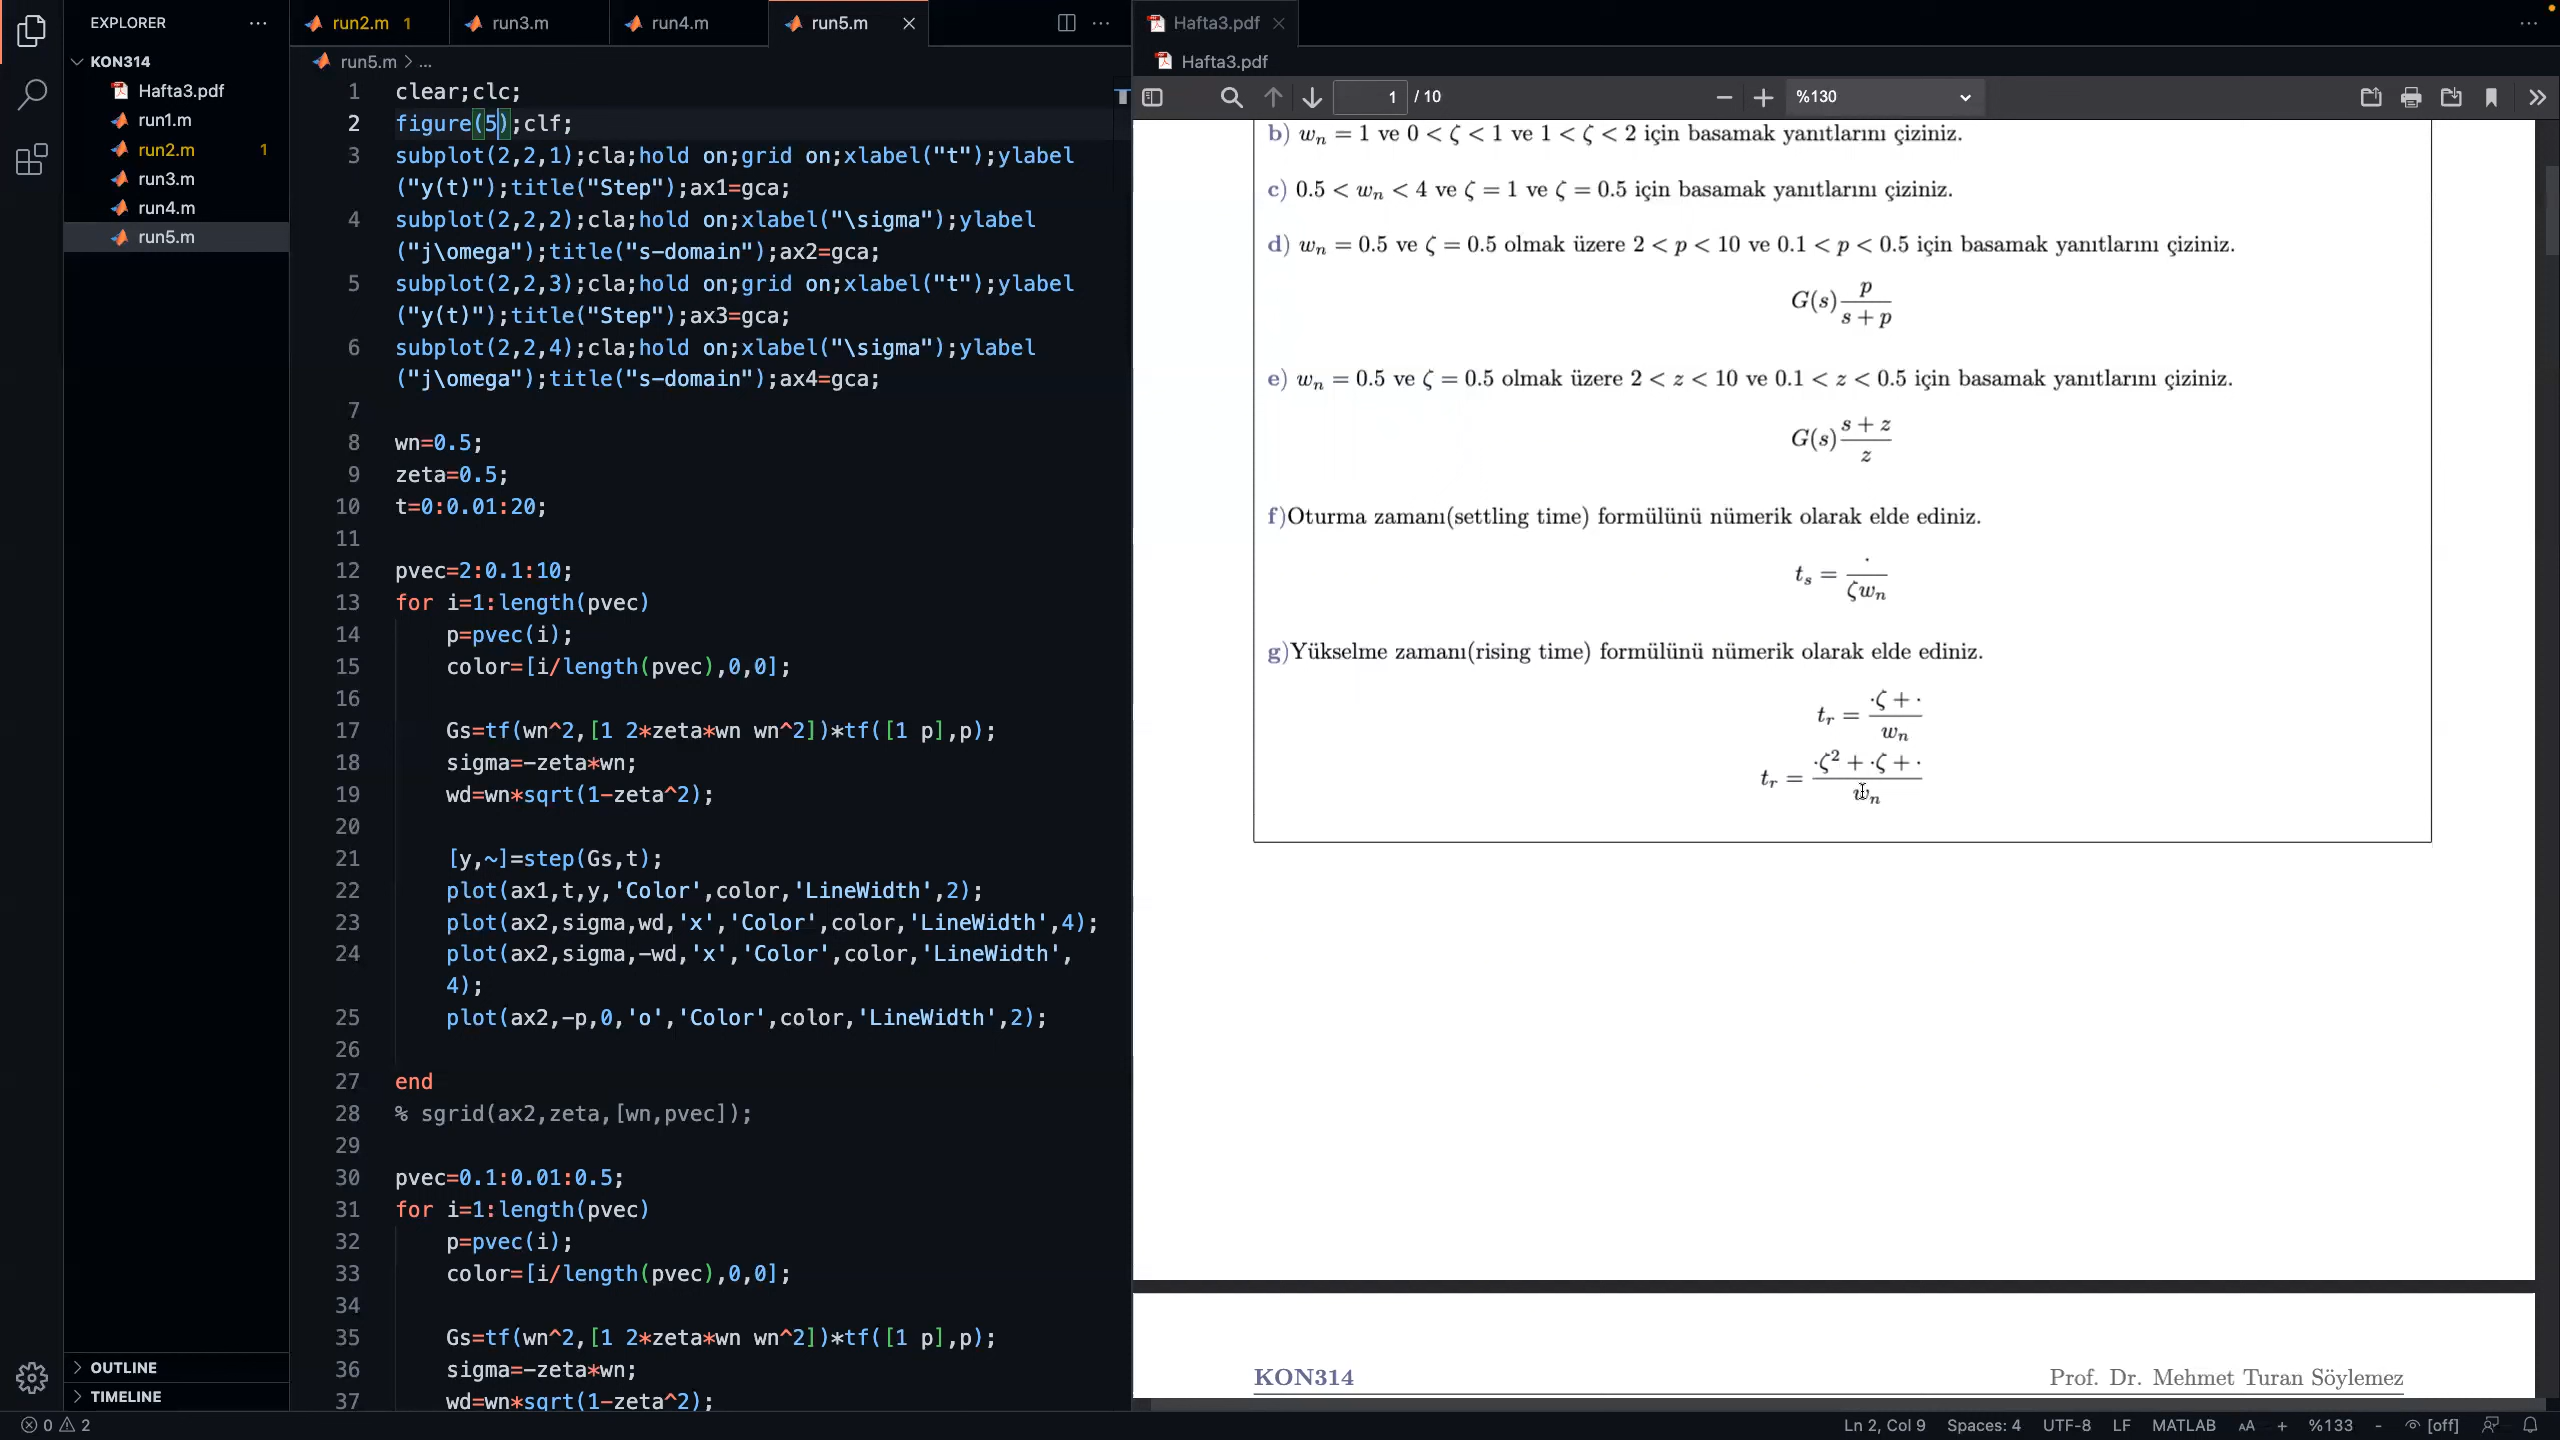 EXPLORER
KON314
Hafta3.pdf
run1.m
run2.m 1
run3.m
run4.m
run5.m
OUTLINE
TIMELINE
run2.m 1 run3.m run4.m run5.m
run5.m > ...
1 clear;clc;
2 figure(5);clf;
3 subplot(2,2,1);cla;hold on;grid on;xlabel("t");ylabel
("y(t)");title("Step");ax1=gca;
4 subplot(2,2,2);cla;hold on;xlabel("\sigma");ylabel
("j\omega");title("s-domain");ax2=gca;
5 subplot(2,2,3);cla;hold on;grid on;xlabel("t");ylabel
("y(t)");title("Step");ax3=gca;
6 subplot(2,2,4);cla;hold on;xlabel("\sigma");ylabel
("j\omega");title("s-domain");ax4=gca;
7
8 wn=0.5;
9 zeta=0.5;
10 t=0:0.01:20;
11
12 pvec=2:0.1:10;
13 for i=1:length(pvec)
14 p=pvec(i);
15 color=[i/length(pvec),0,0];
16
17 Gs=tf(wn^2,[1 2*zeta*wn wn^2])*tf([1 p],p);
18 sigma=-zeta*wn;
19 wd=wn*sqrt(1-zeta^2);
20
21 [y,~]=step(Gs,t);
22 plot(ax1,t,y,'Color',color,'LineWidth',2);
23 plot(ax2,sigma,wd,'x','Color',color,'LineWidth',4);
24 plot(ax2,sigma,-wd,'x','Color',color,'LineWidth',
4);
25 plot(ax2,-p,0,'o','Color',color,'LineWidth',2);
26
27 end
28 % sgrid(ax2,zeta,[wn,pvec]);
29
30 pvec=0.1:0.01:0.5;
31 for i=1:length(pvec)
32 p=pvec(i);
33 color=[i/length(pvec),0,0];
34
35 Gs=tf(wn^2,[1 2*zeta*wn wn^2])*tf([1 p],p);
36 sigma=-zeta*wn;
37 wd=wn*sqrt(1-zeta^2);
Hafta3.pdf
Hafta3.pdf
1 / 10 %130
b) wₙ = 1 ve 0 < ζ < 1 ve 1 < ζ < 2 için basamak yanıtlarını çiziniz.
c) 0.5 < wₙ < 4 ve ζ = 1 ve ζ = 0.5 için basamak yanıtlarını çiziniz.
d) wₙ = 0.5 ve ζ = 0.5 olmak üzere 2 < p < 10 ve 0.1 < p < 0.5 için basamak yanıtlarını çiziniz.
G(s) p/(s + p)
e) wₙ = 0.5 ve ζ = 0.5 olmak üzere 2 < z < 10 ve 0.1 < z < 0.5 için basamak yanıtlarını çiziniz.
G(s) (s + z)/z
f)Oturma zamanı(settling time) formülünü nümerik olarak elde ediniz.
tₛ = ·/(ζwₙ)
g)Yükselme zamanı(rising time) formülünü nümerik olarak elde ediniz.
tᵣ = (·ζ + ·)/wₙ
tᵣ = (·ζ² + ·ζ + ·)/wₙ
KON314 Prof. Dr. Mehmet Turan Söylemez
0 2 Ln 2, Col 9 Spaces: 4 UTF-8 LF MATLAB AA + %133 - [off]